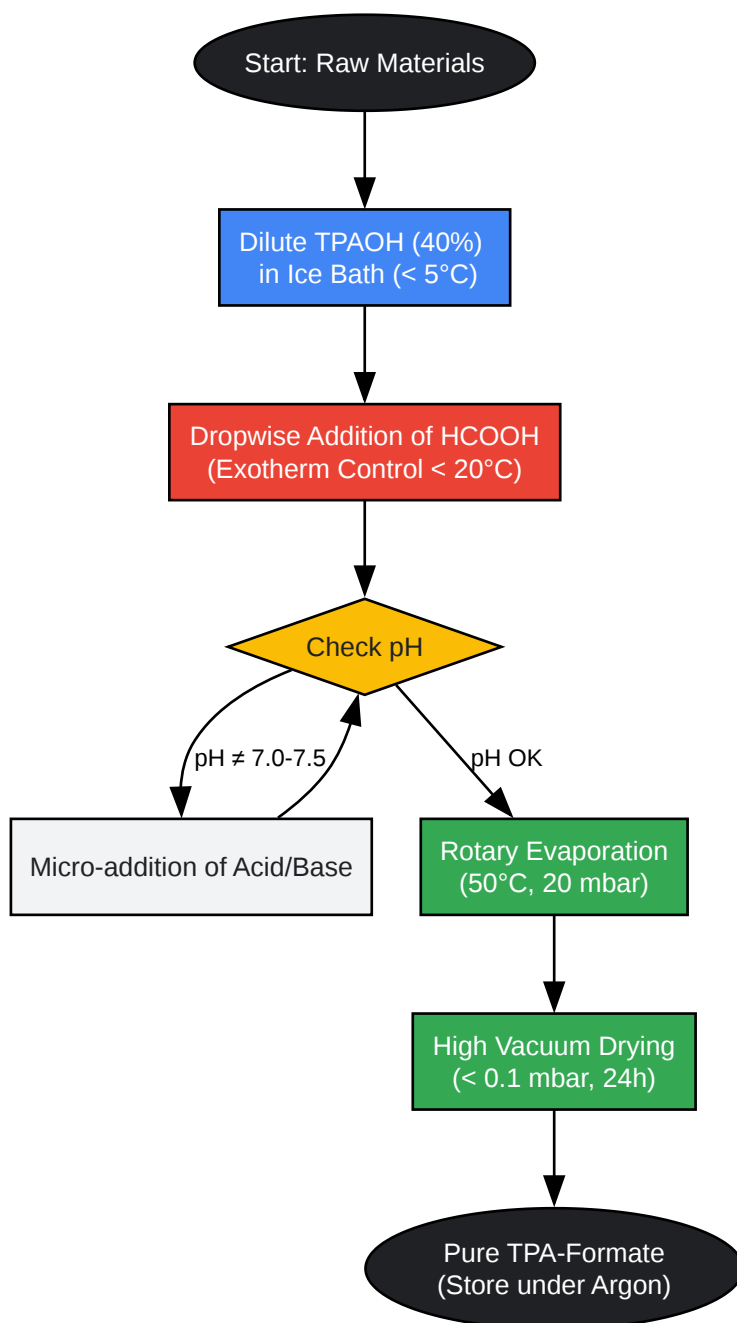 Start: Raw Materials
Dilute TPAOH (40%)
in Ice Bath (< 5°C)
Dropwise Addition of HCOOH
(Exotherm Control < 20°C)
Check pH
pH ≠ 7.0-7.5
pH OK
Micro-addition of Acid/Base
Rotary Evaporation
(50°C, 20 mbar)
High Vacuum Drying
(< 0.1 mbar, 24h)
Pure TPA-Formate
(Store under Argon)